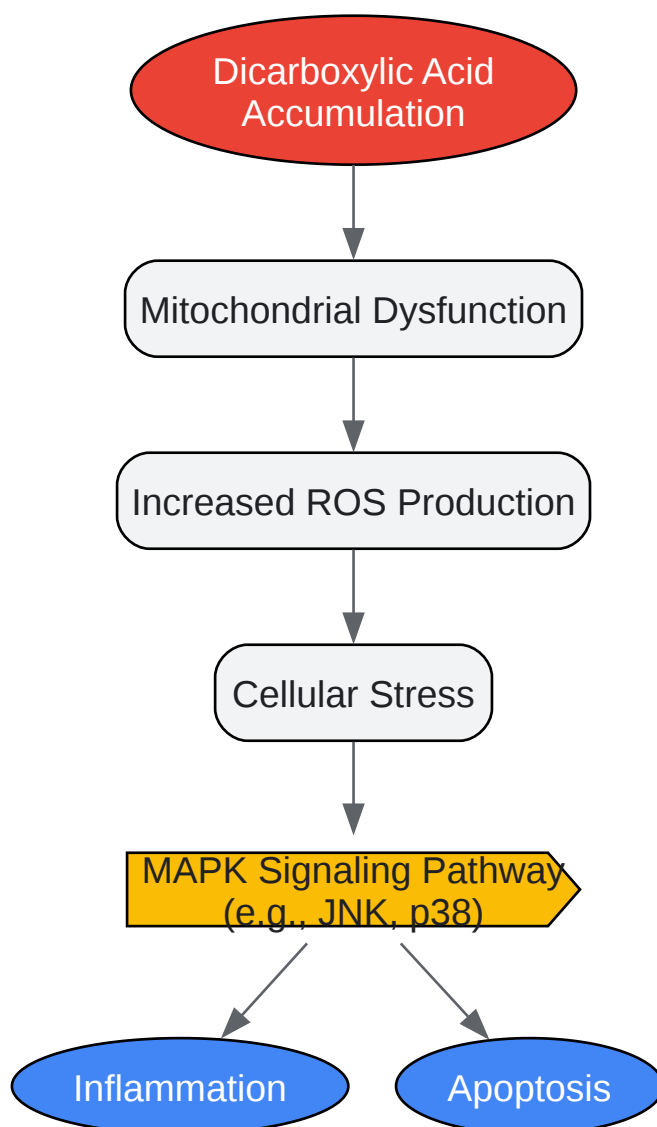 Dicarboxylic Acid
Accumulation
Mitochondrial Dysfunction
Increased ROS Production
Cellular Stress
MAPK Signaling Pathway
(e.g., JNK, p38)
Inflammation
Apoptosis